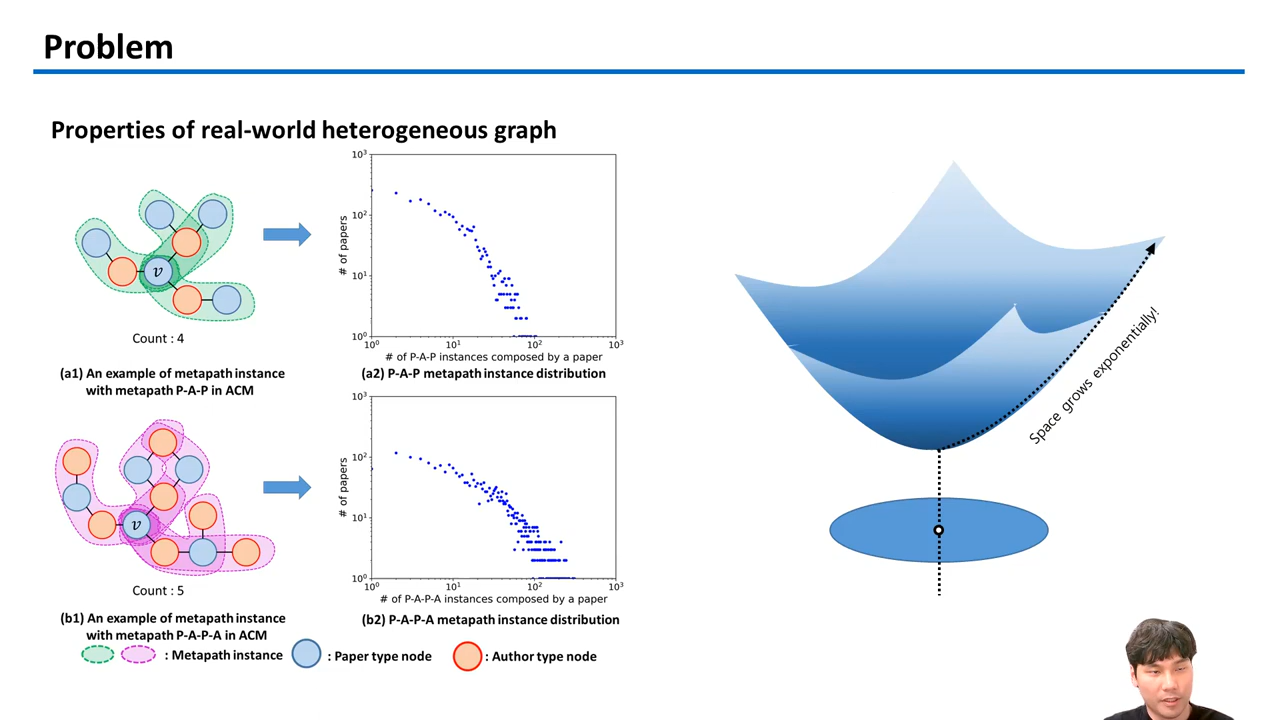 Problem
Properties of real-world heterogeneous graph
v
Count : 4
(a1) An example of metapath instance
with metapath P-A-P in ACM
10³
10²
10¹
10⁰
# of papers
10⁰ 10¹ 10² 10³
# of P-A-P instances composed by a paper
(a2) P-A-P metapath instance distribution
v
Count : 5
(b1) An example of metapath instance
with metapath P-A-P-A in ACM
10³
10²
10¹
10⁰
# of papers
10⁰ 10¹ 10² 10³
# of P-A-P-A instances composed by a paper
(b2) P-A-P-A metapath instance distribution
: Metapath instance : Paper type node : Author type node
Space grows exponentially!